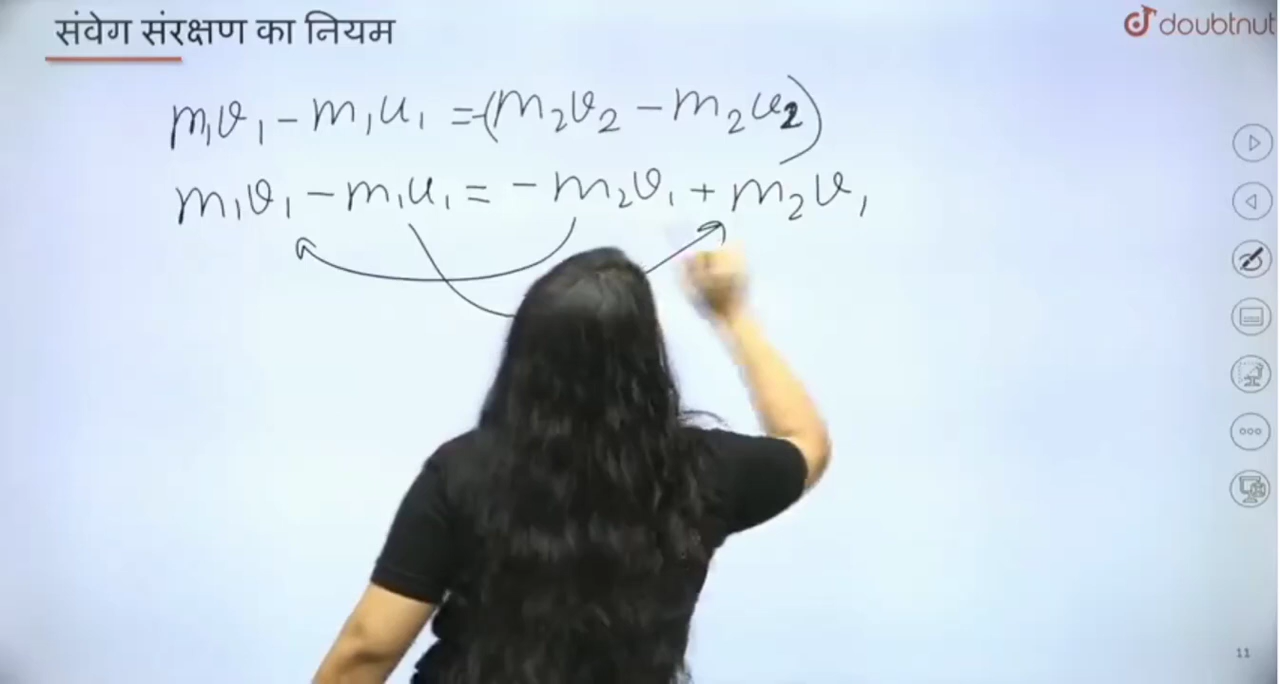 संवेग संरक्षण का नियम
doubtnut
m₁v₁ - m₁u₁ = -(m₂v₂ - m₂u₂)
m₁v₁ - m₁u₁ = - m₂v₁ + m₂v₁
11